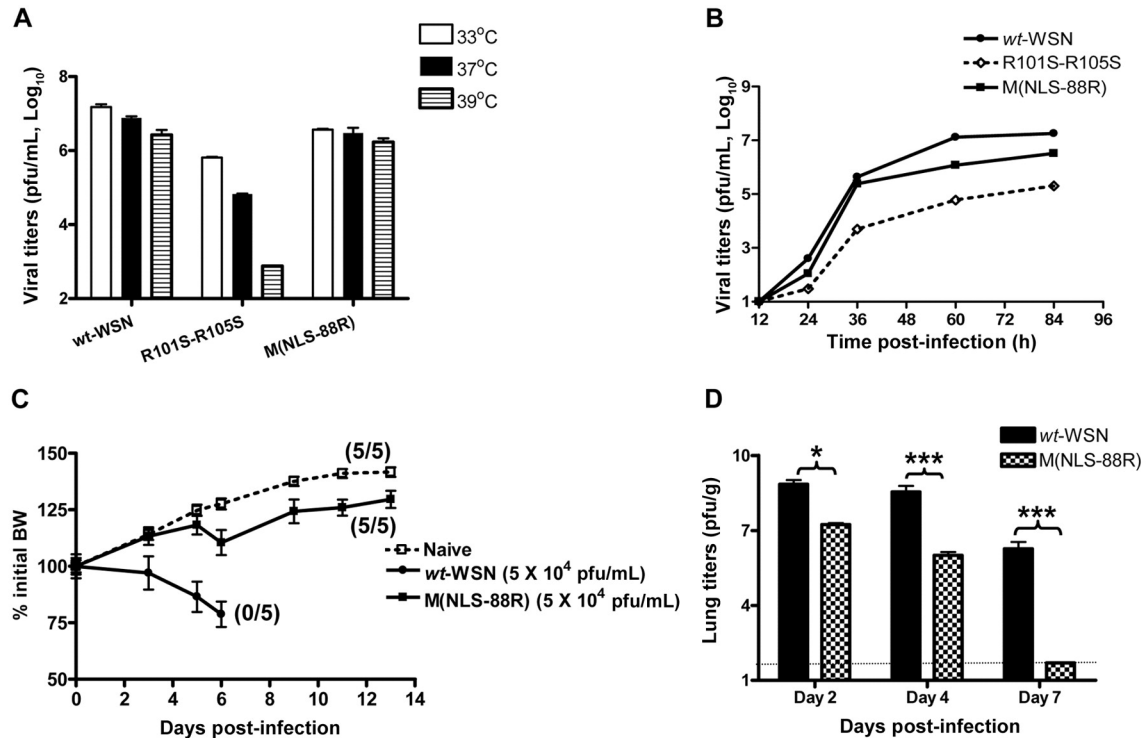 A
33°C
37°C
39°C
Viral titers (pfu/mL, Log10)
8
6
4
2
wt-WSN
R101S-R105S
M(NLS-88R)
B
wt-WSN
R101S-R105S
M(NLS-88R)
Viral titers (pfu/mL, Log10)
9
7
5
3
1
12 24 36 48 60 72 84 96
Time post-infection (h)
C
% initial BW
150
125
100
75
50
(5/5)
(5/5)
(0/5)
Naive
wt-WSN (5 X 10^4 pfu/mL)
M(NLS-88R) (5 X 10^4 pfu/mL)
0 2 4 6 8 10 12 14
Days post-infection
D
wt-WSN
M(NLS-88R)
Lung titers (pfu/g)
10
7
4
1
*
***
***
Day 2 Day 4 Day 7
Days post-infection